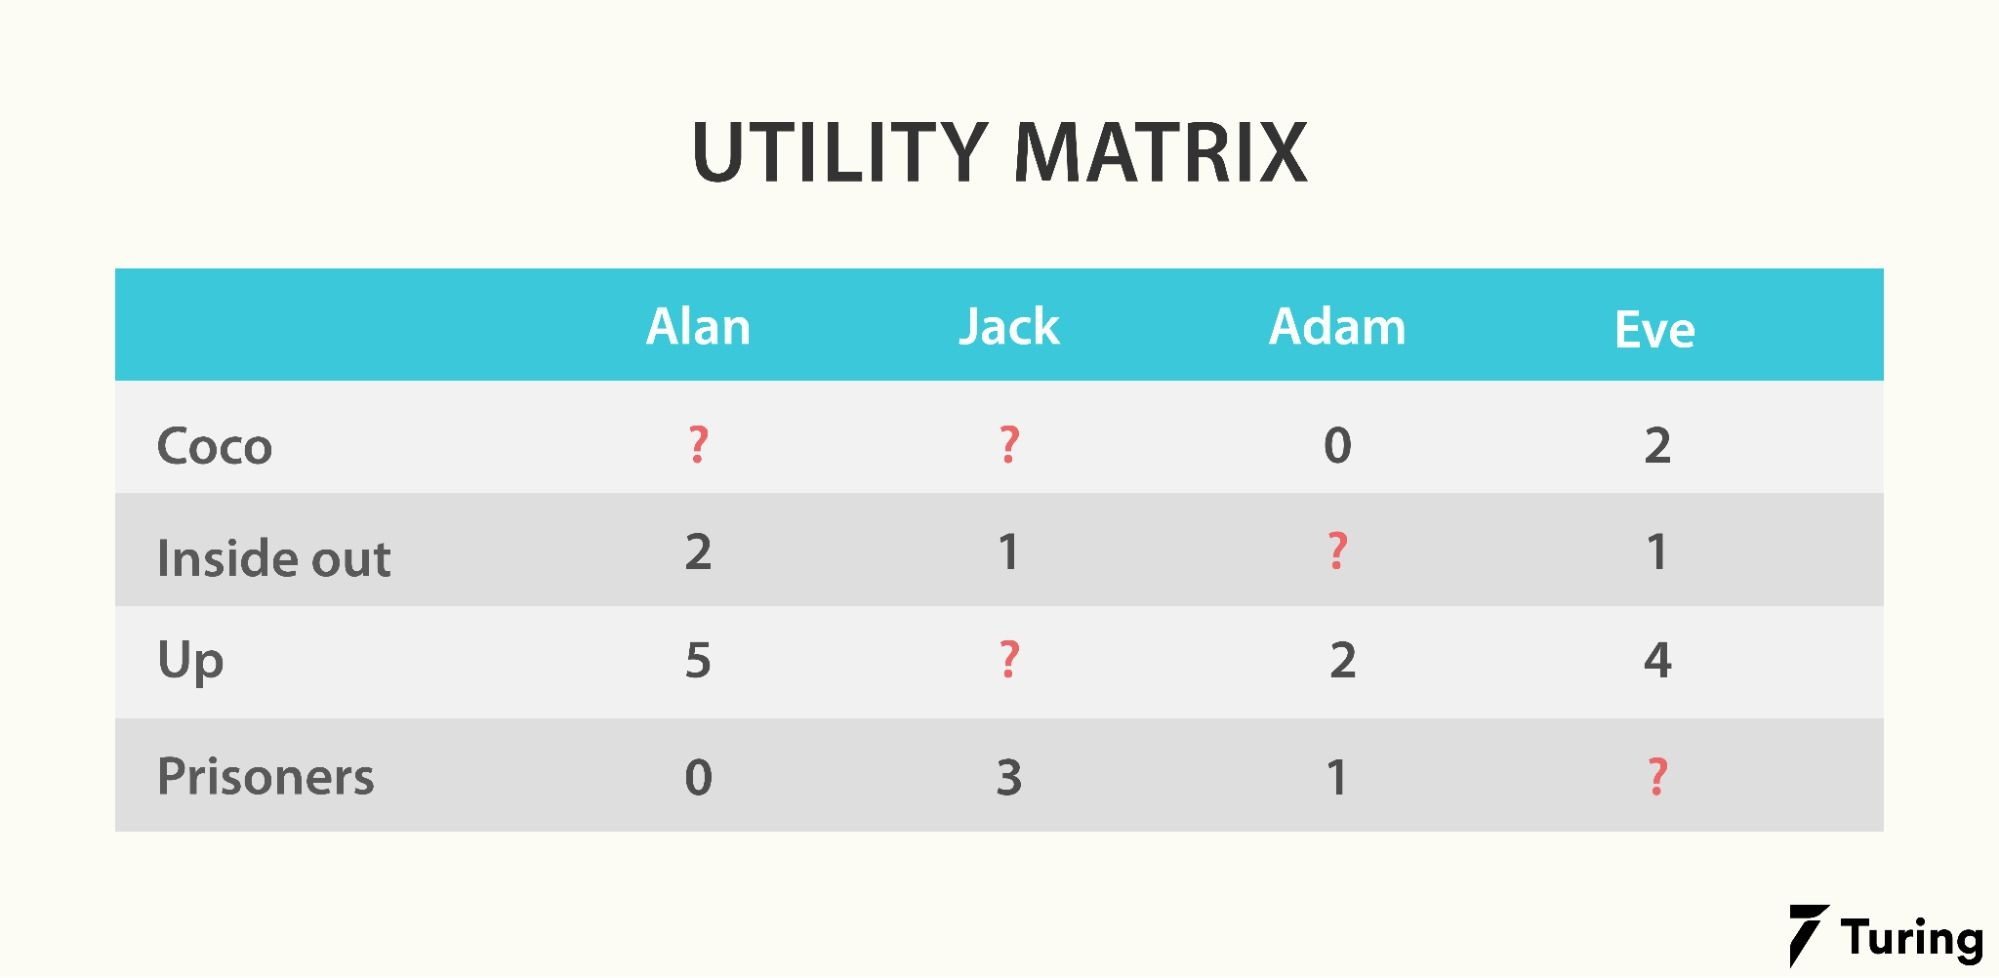 UTILITY MATRIX
Alan Jack Adam Eve
Coco ? ? 0 2
Inside out 2 1 ? 1
Up 5 ? 2 4
Prisoners 0 3 1 ?
Turing